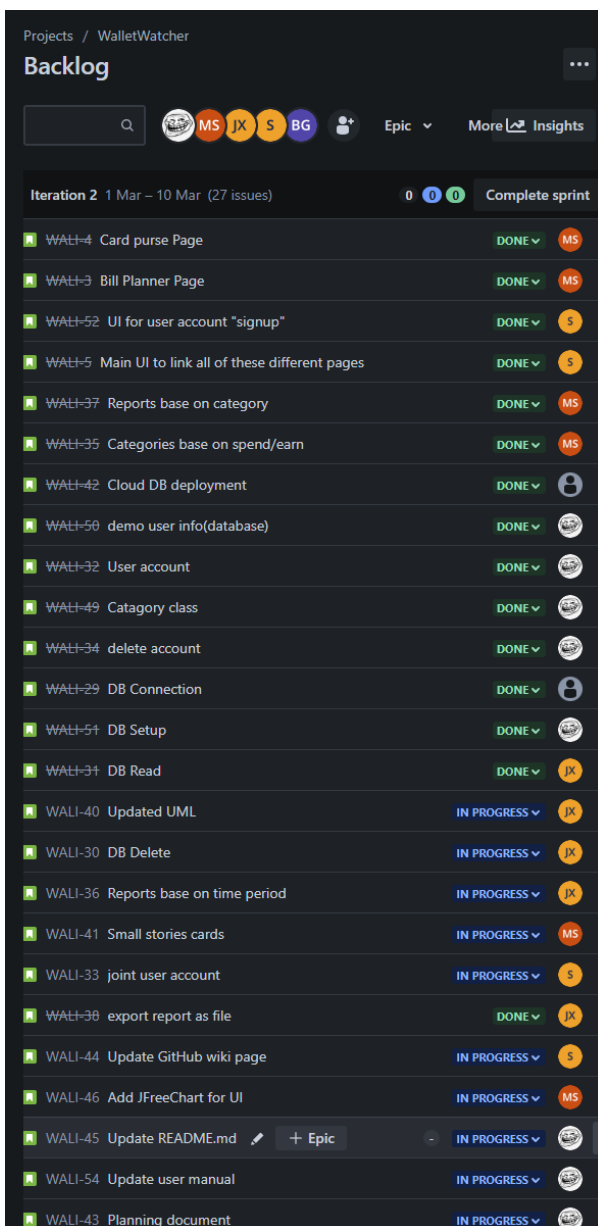 Projects / WalletWatcher
Backlog
MS JX S BG Epic More Insights
Iteration 2 1 Mar – 10 Mar (27 issues) 0 0 0 Complete sprint
WALI-4 Card purse Page DONE MS
WALI-3 Bill Planner Page DONE MS
WALI-52 UI for user account "signup" DONE S
WALI-5 Main UI to link all of these different pages DONE S
WALI-37 Reports base on category DONE MS
WALI-35 Categories base on spend/earn DONE MS
WALI-42 Cloud DB deployment DONE
WALI-50 demo user info(database) DONE
WALI-32 User account DONE
WALI-49 Catagory class DONE
WALI-34 delete account DONE
WALI-29 DB Connection DONE
WALI-51 DB Setup DONE
WALI-31 DB Read DONE JX
WALI-40 Updated UML IN PROGRESS JX
WALI-30 DB Delete IN PROGRESS JX
WALI-36 Reports base on time period IN PROGRESS JX
WALI-41 Small stories cards IN PROGRESS MS
WALI-33 joint user account IN PROGRESS S
WALI-38 export report as file DONE JX
WALI-44 Update GitHub wiki page IN PROGRESS S
WALI-46 Add JFreeChart for UI IN PROGRESS MS
WALI-45 Update README.md + Epic - IN PROGRESS
WALI-54 Update user manual IN PROGRESS
WALI-43 Planning document IN PROGRESS